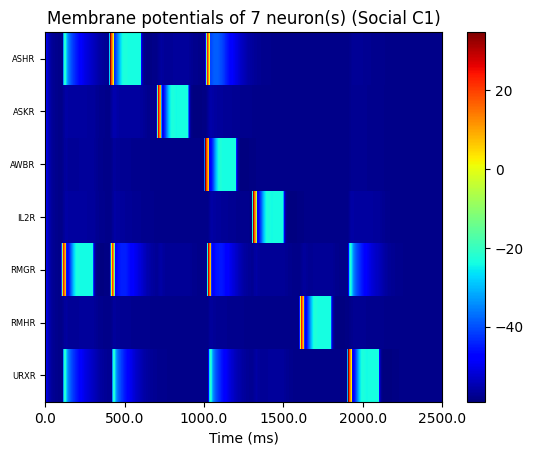 Membrane potentials of 7 neuron(s) (Social C1)
ASHR
ASKR
AWBR
IL2R
RMGR
RMHR
URXR
0.0 500.0 1000.0 1500.0 2000.0 2500.0
Time (ms)
20
0
−20
−40